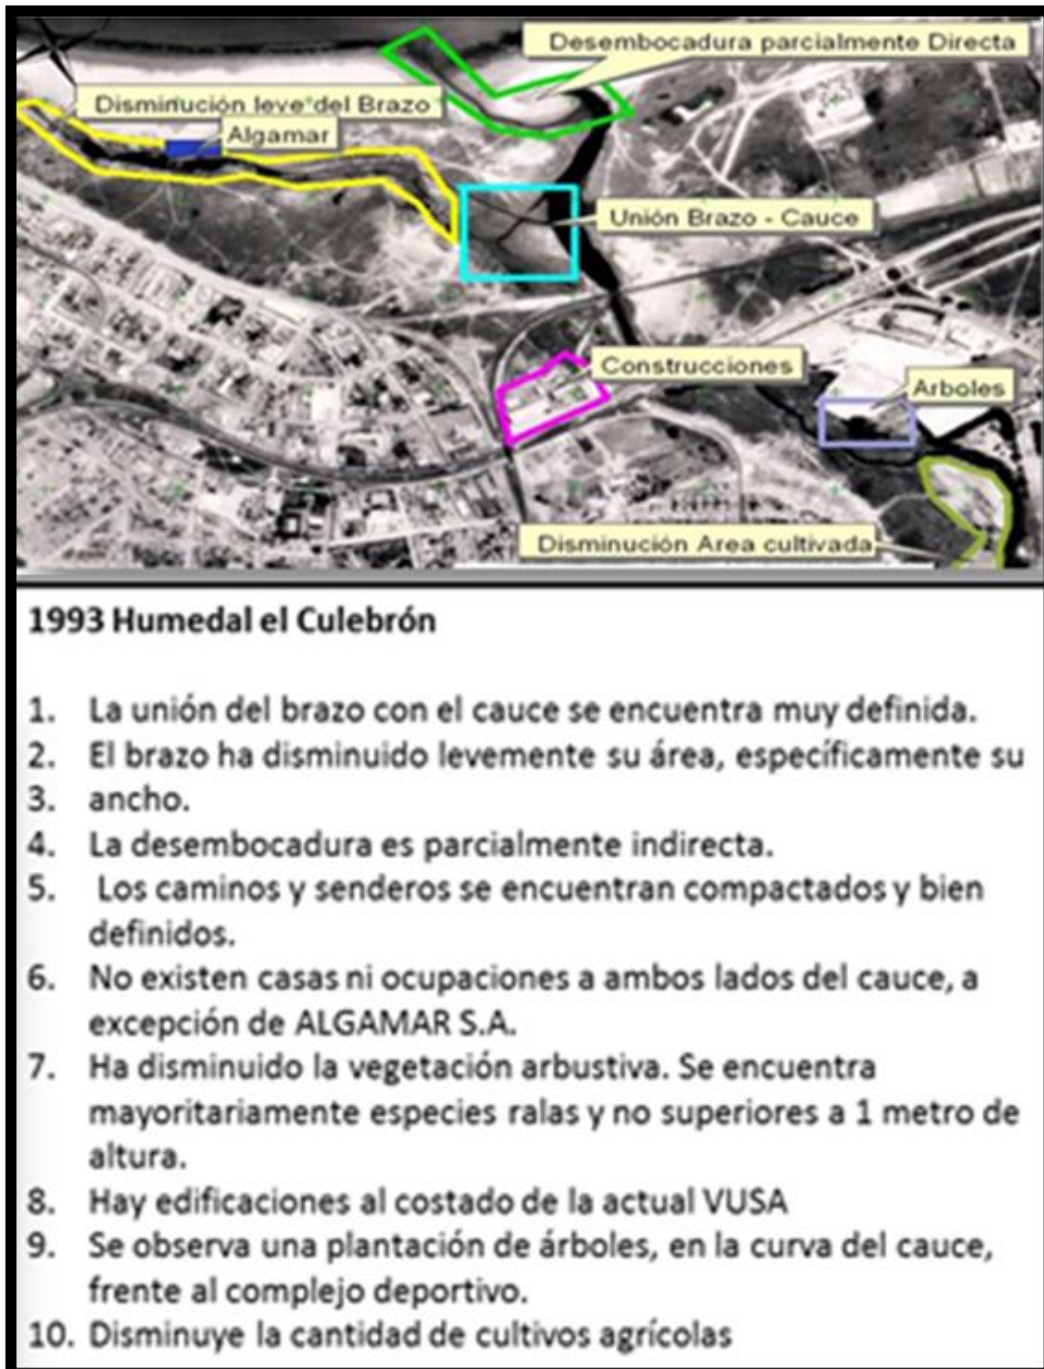 Desembocadura parcialmente Directa
Disminución leve del Brazo
Algamar
Unión Brazo - Cauce
Construcciones
Arboles
Disminución Area cultivada
1993 Humedal el Culebrón
1. La unión del brazo con el cauce se encuentra muy definida.
2. El brazo ha disminuido levemente su área, específicamente su
3. ancho.
4. La desembocadura es parcialmente indirecta.
5. Los caminos y senderos se encuentran compactados y bien
definidos.
6. No existen casas ni ocupaciones a ambos lados del cauce, a
excepción de ALGAMAR S.A.
7. Ha disminuido la vegetación arbustiva. Se encuentra
mayoritariamente especies ralas y no superiores a 1 metro de
altura.
8. Hay edificaciones al costado de la actual VUSA
9. Se observa una plantación de árboles, en la curva del cauce,
frente al complejo deportivo.
10. Disminuye la cantidad de cultivos agrícolas